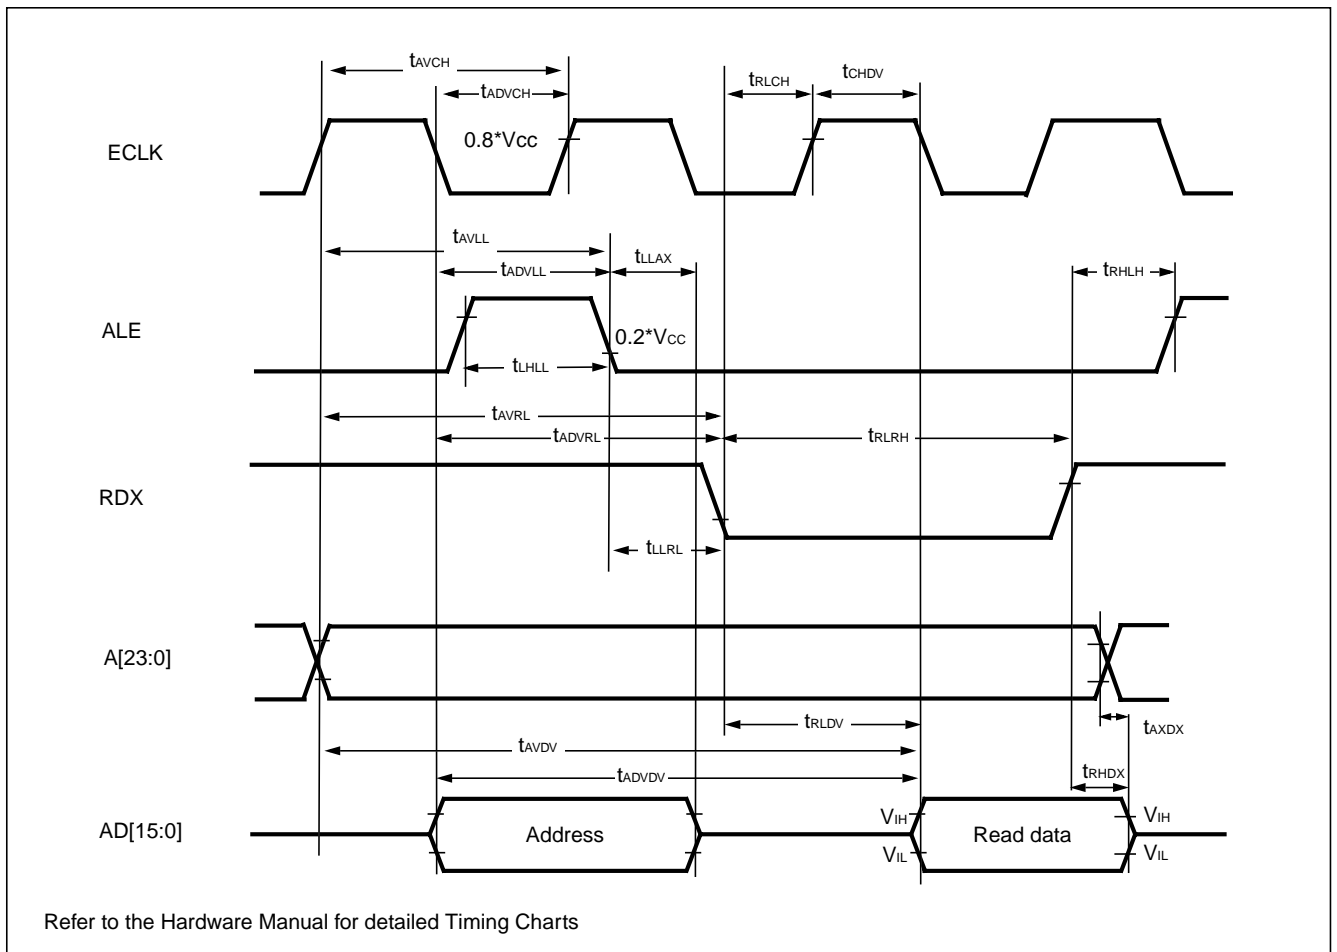 tAVCH
tRLCH
tCHDV
tADVCH
0.8*Vcc
ECLK
tAVLL
tLLAX
tADVLL
tRHLH
ALE
0.2*VCC
tLHLL
tAVRL
tADVRL
tRLRH
RDX
tLLRL
A[23:0]
tRLDV
tAXDX
tAVDV
tADVDV
tRHDX
VIH
VIH
AD[15:0]
Address
Read data
VIL
VIL
Refer to the Hardware Manual for detailed Timing Charts